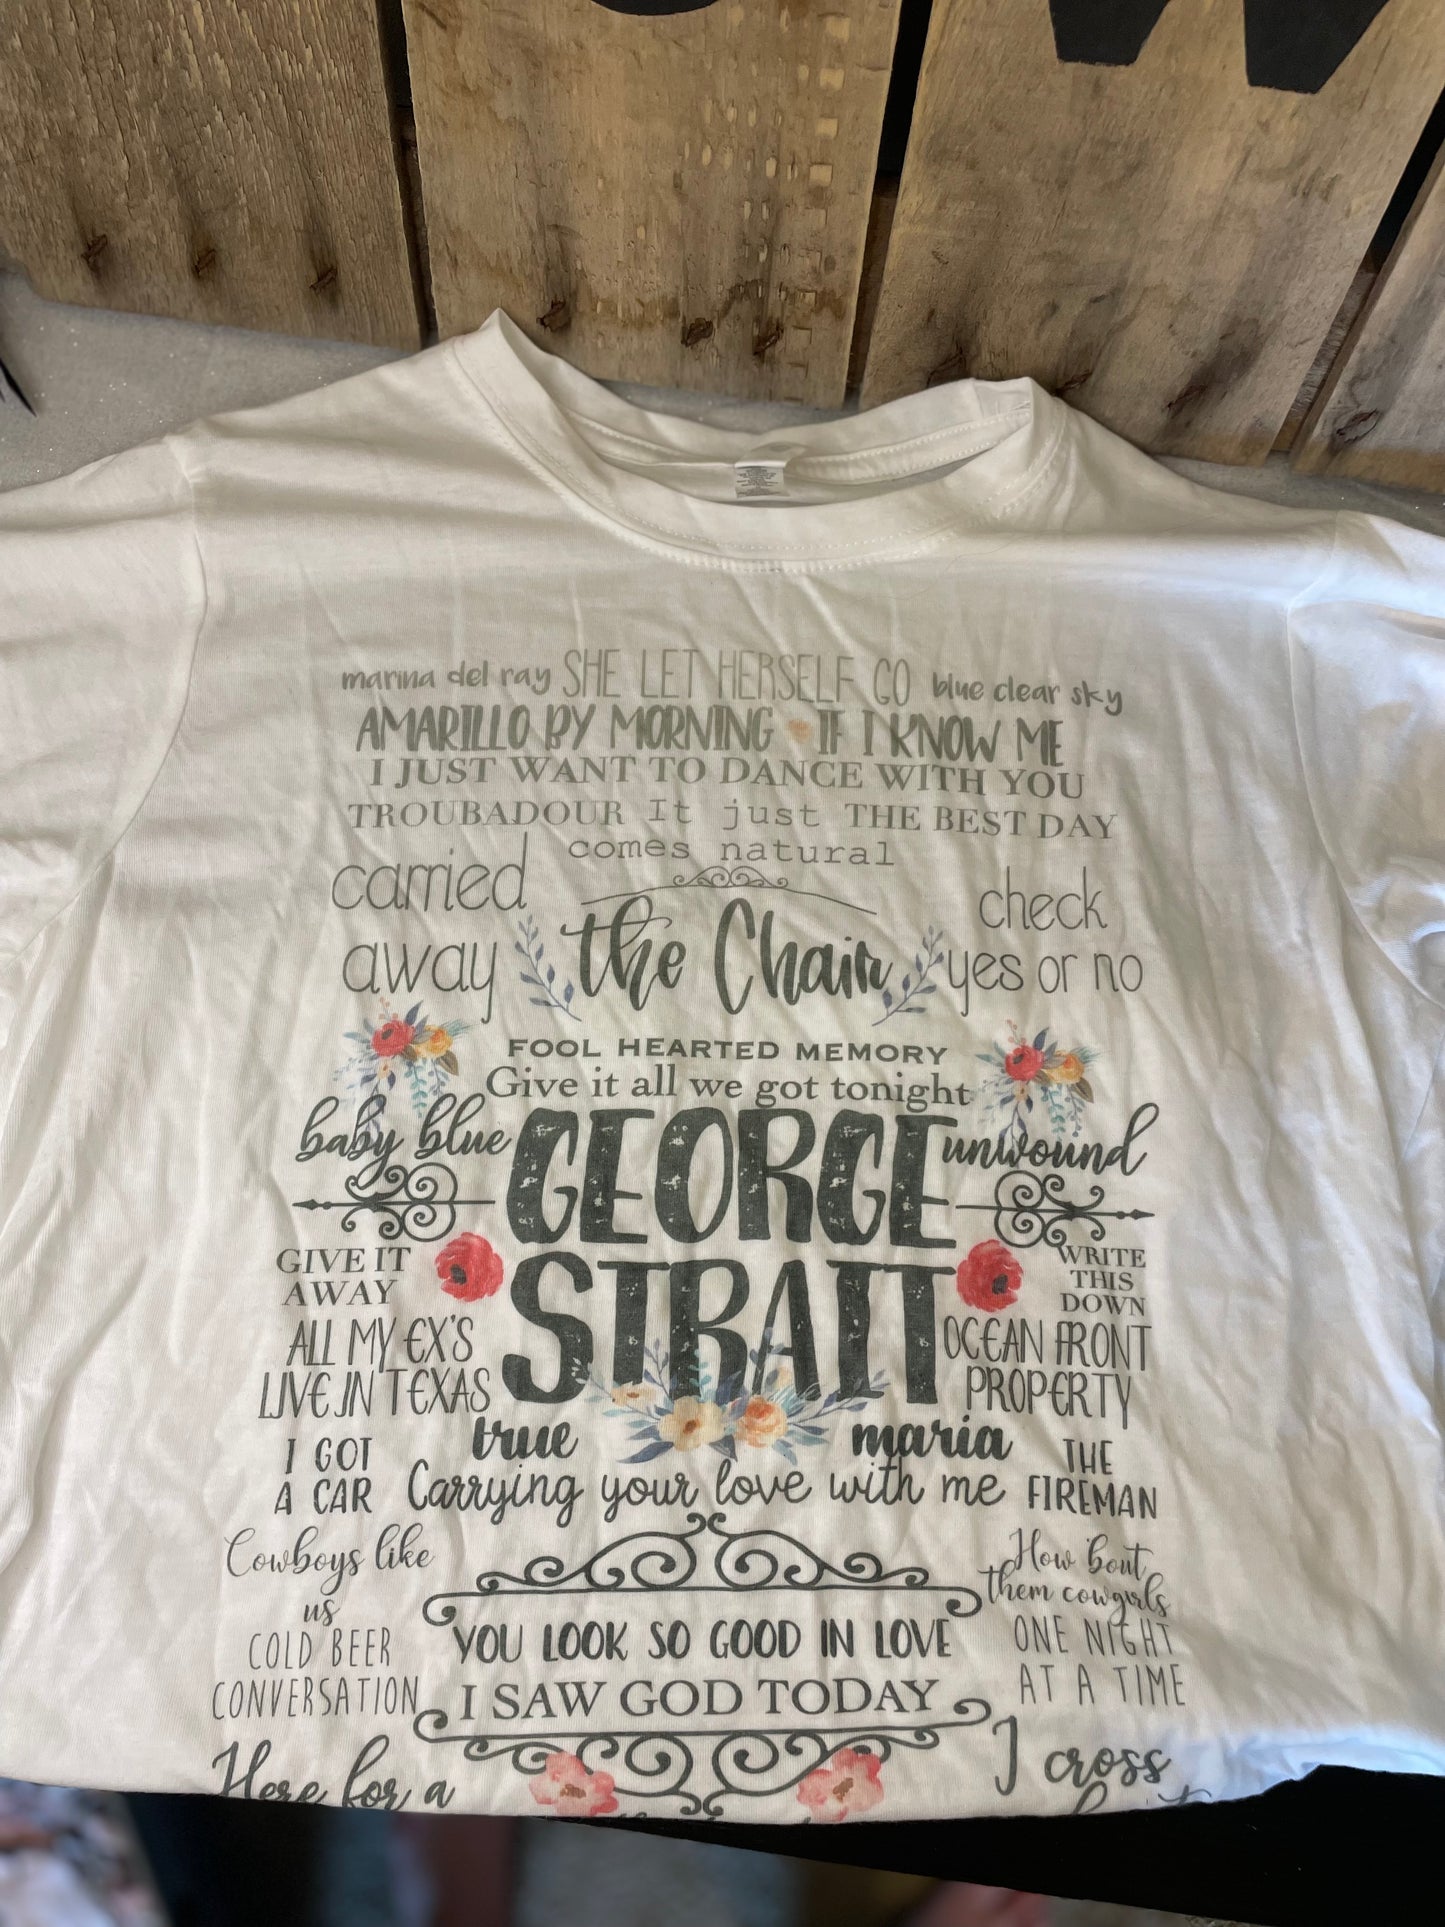 W
marina del ray SHE LET HERSELF GO blue clear sky
AMARILLO BY MORNING IF I KNOW ME
I JUST WANT TO DANCE WITH YOU
TROUBADOUR It just THE BEST DAY
comes natural
carried
away
the Chair
check
yes or no
FOOL HEARTED MEMORY
Give it all we got tonight
baby blue
GEORGE
unwound
STRAIT
GIVE IT
AWAY
WRITE
THIS
DOWN
ALL MY EX'S
LIVE IN TEXAS
OCEAN FRONT
PROPERTY
true
maria
I GOT
A CAR
Carrying your love with me
THE
FIREMAN
Cowboys like
us
How 'bout
them cowgirls
COLD BEER
CONVERSATION
YOU LOOK SO GOOD IN LOVE
I SAW GOD TODAY
ONE NIGHT
AT A TIME
Here for a
I cross